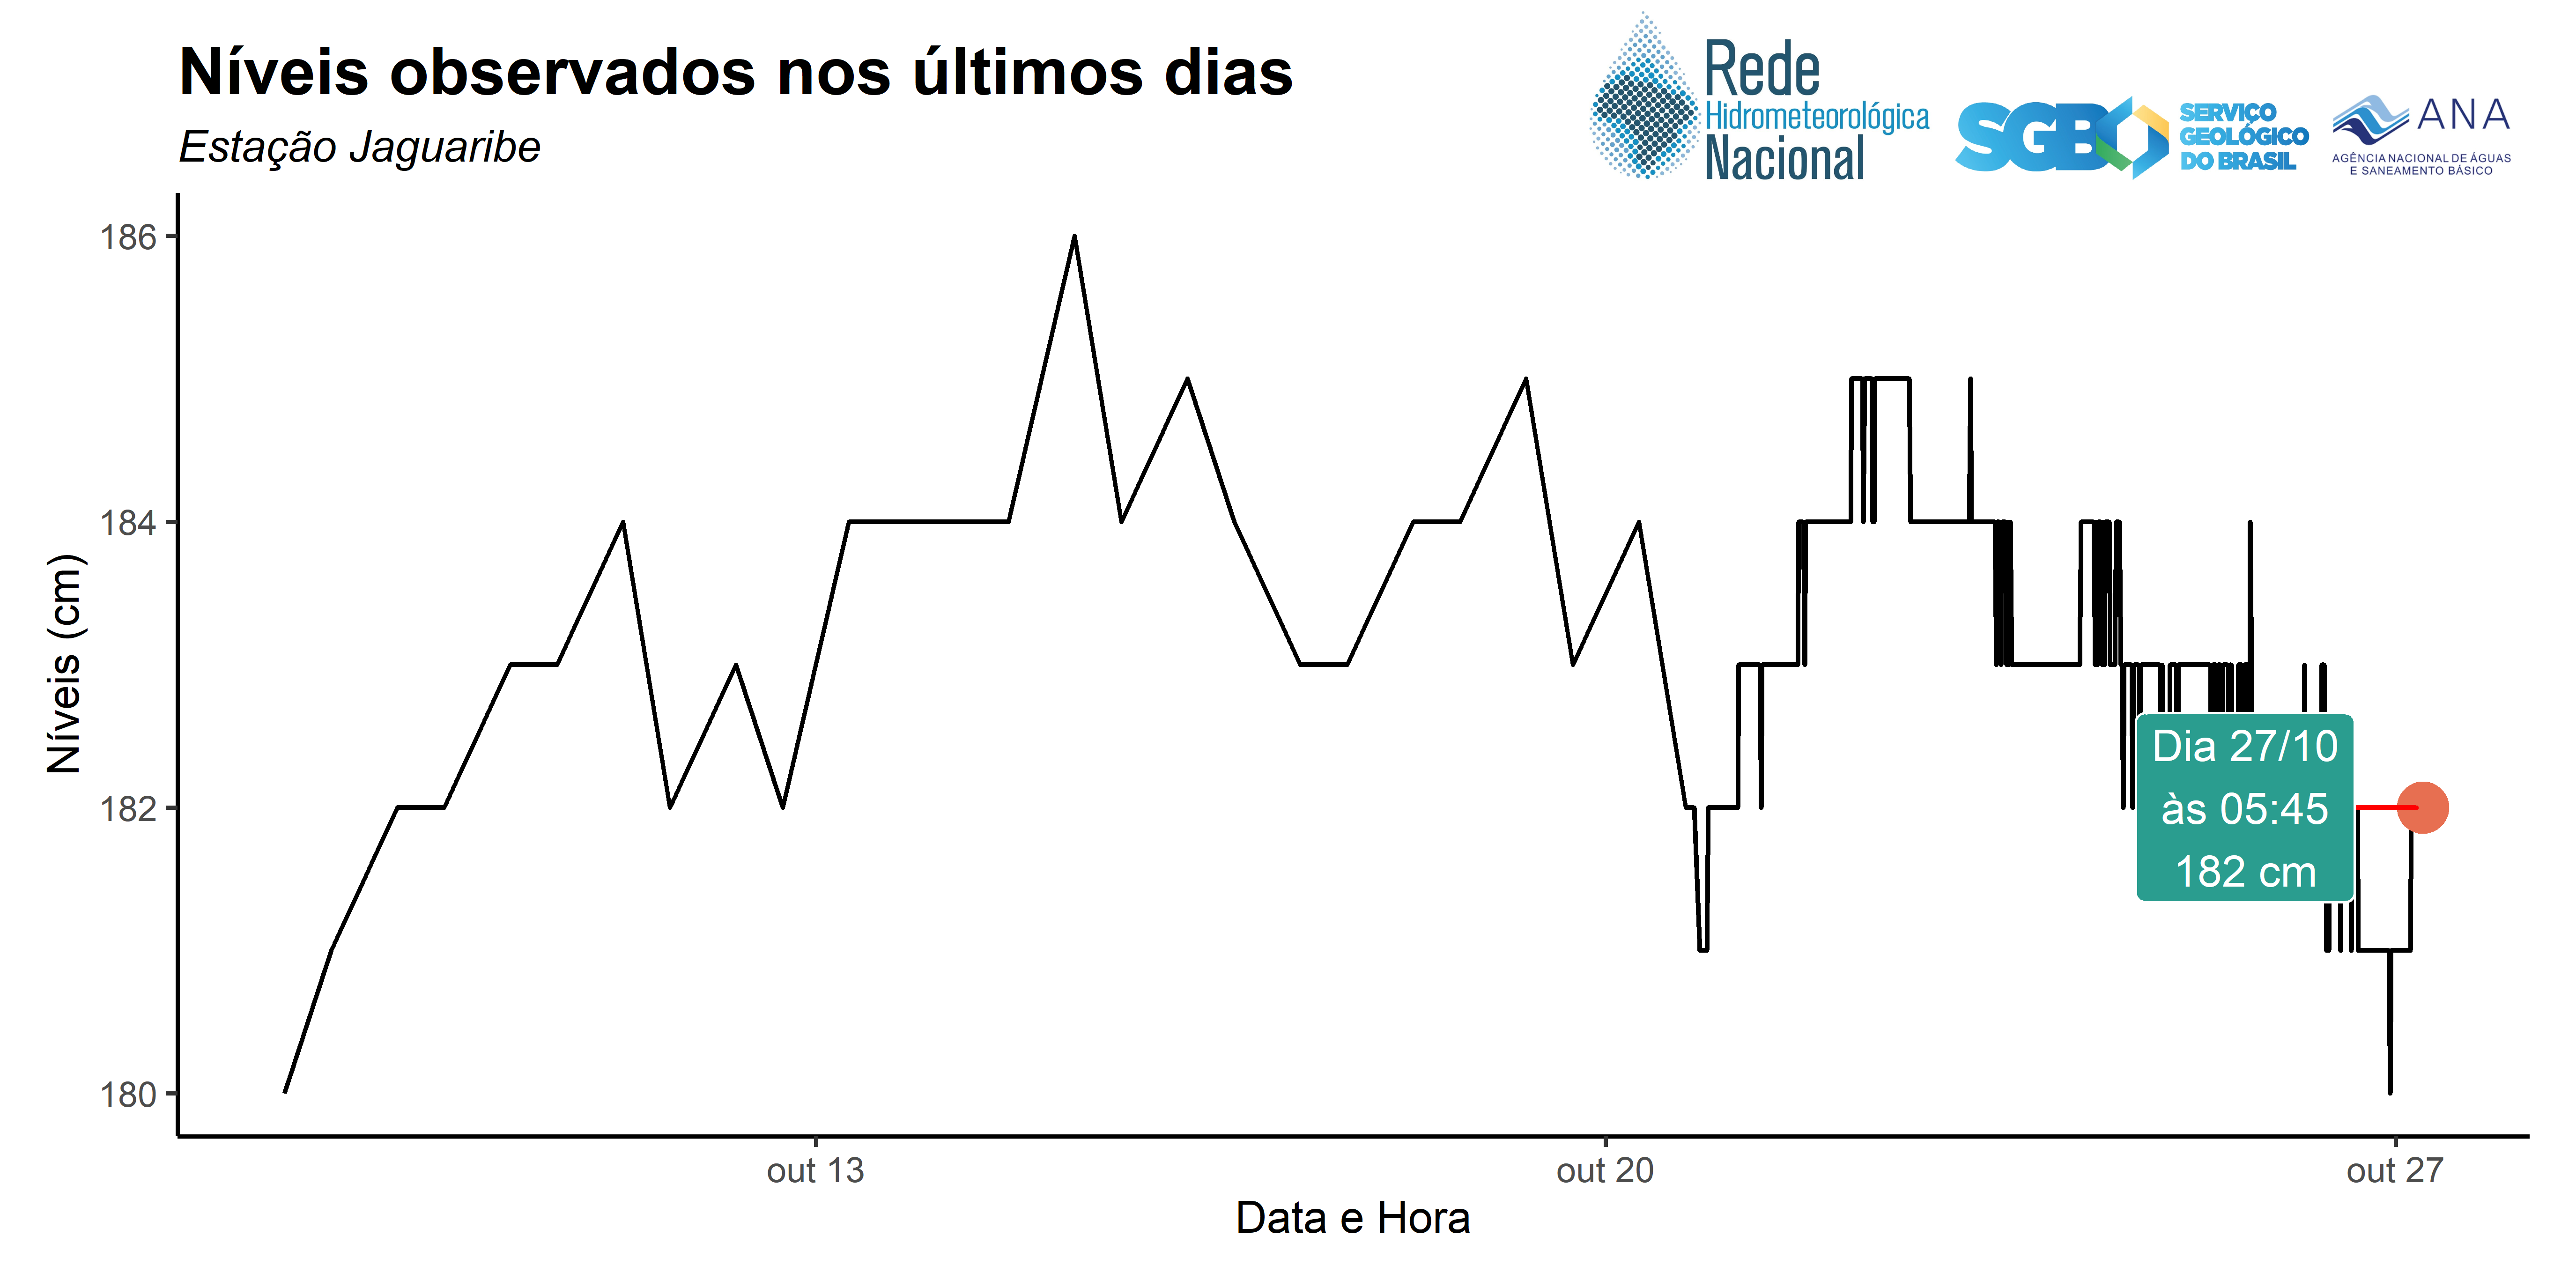 Níveis observados nos últimos dias
Estação Jaguaribe
Rede
Hidrometeorológica
Nacional
SGB
SERVIÇO
GEOLÓGICO
DO BRASIL
ANA
AGÊNCIA NACIONAL DE ÁGUAS
E SANEAMENTO BÁSICO
Níveis (cm)
186
184
182
180
Dia 27/10
às 05:45
182 cm
out 13
out 20
out 27
Data e Hora